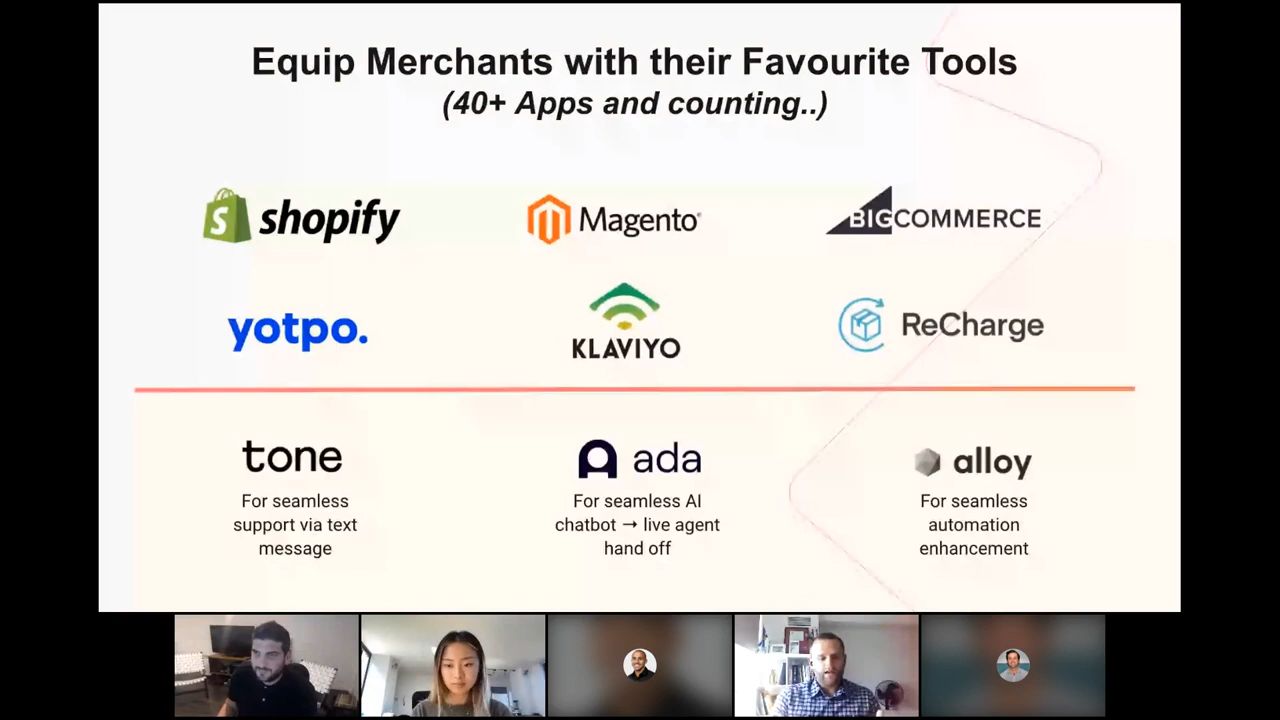 Equip Merchants with their Favourite Tools
(40+ Apps and counting..)
shopify
Magento
BIGCOMMERCE
yotpo.
KLAVIYO
ReCharge
tone
For seamless
support via text
message
ada
For seamless AI
chatbot → live agent
hand off
alloy
For seamless
automation
enhancement